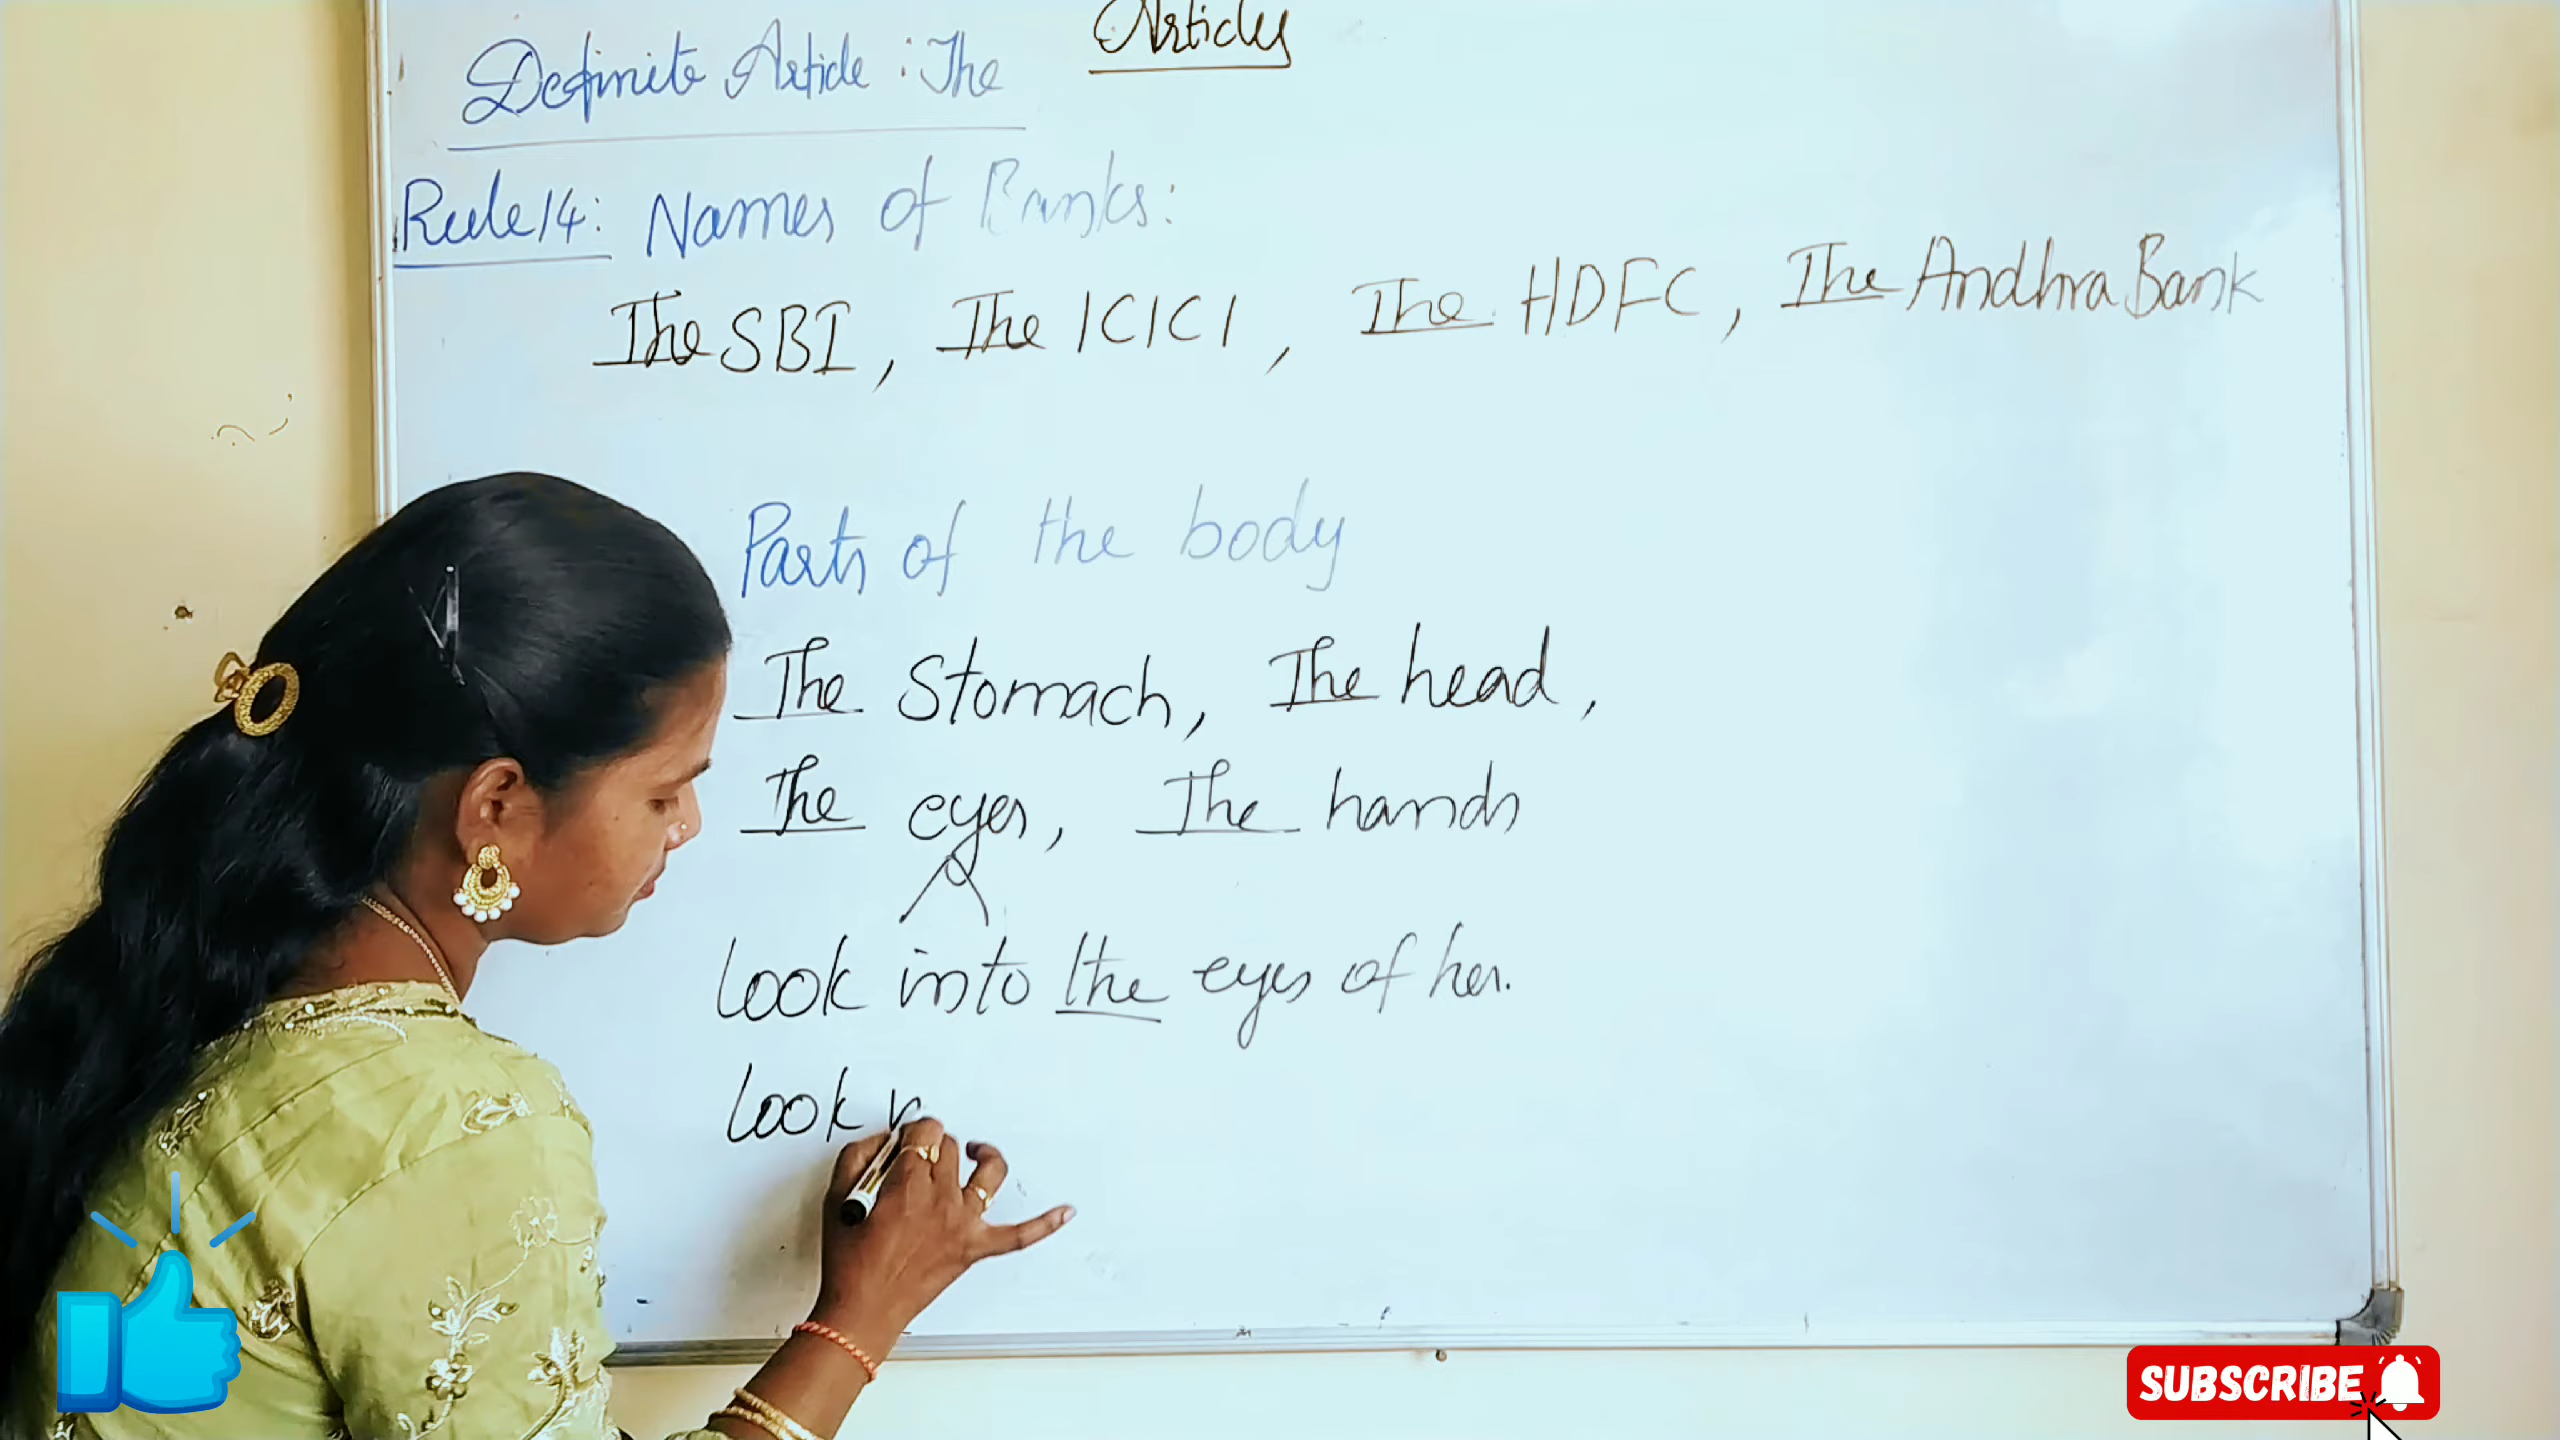 Articles
Definite Article : The
Rule 14: Names of Banks:
The SBI, The ICICI, The HDFC, The Andhra Bank
Parts of the body
The Stomach, The head,
The eyes, The hands
Look into the eyes of her.
Look
SUBSCRIBE